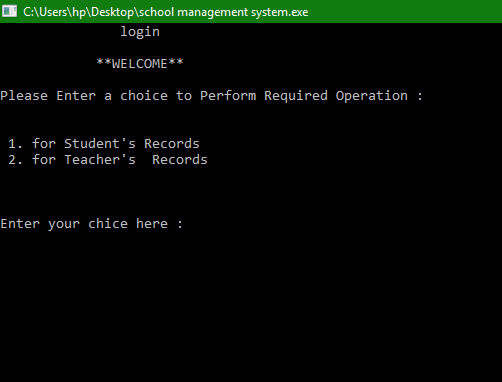 C:\Users\hp\Desktop\school management system.exe
login
**WELCOME**
Please Enter a choice to Perform Required Operation :
1. for Student's Records
2. for Teacher's  Records
Enter your chice here :